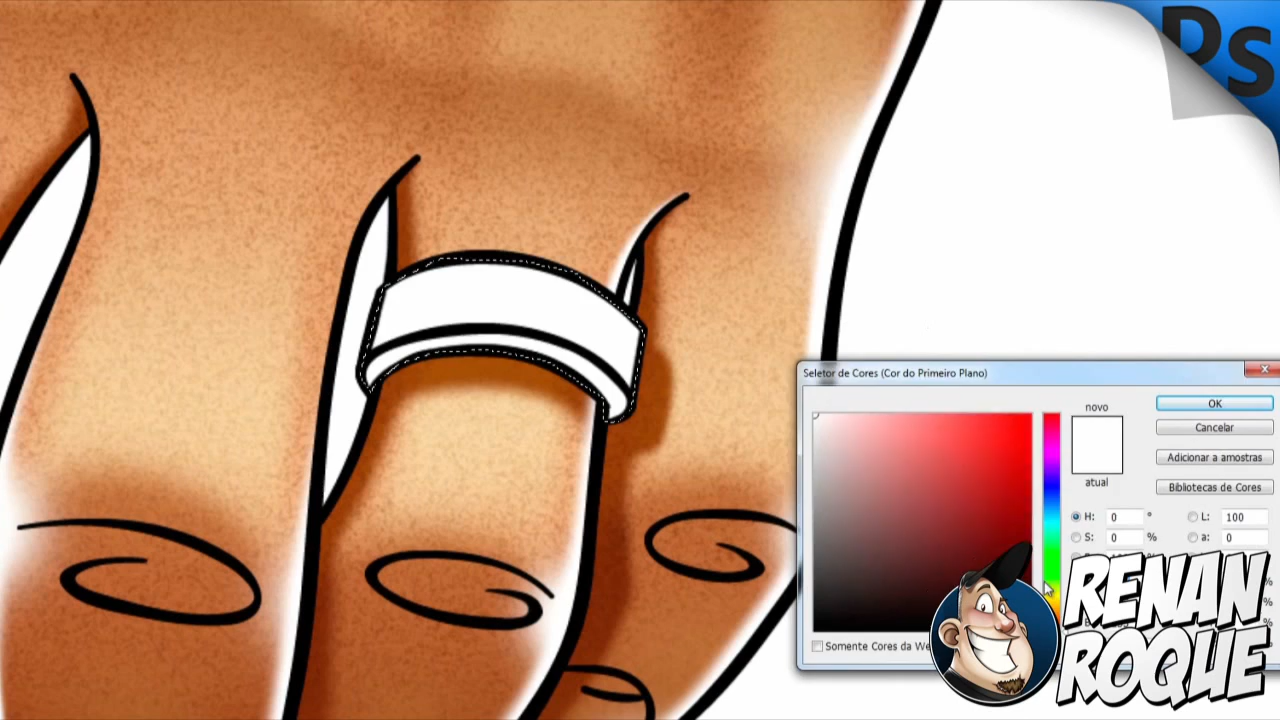 Ps
Seletor de Cores (Cor do Primeiro Plano)
novo
OK
Cancelar
Adicionar a amostras
atual
Bibliotecas de Cores
H: 0 ° L: 100
S: 0 % a: 0
%
%
Somente Cores da We
RENAN
ROQUE